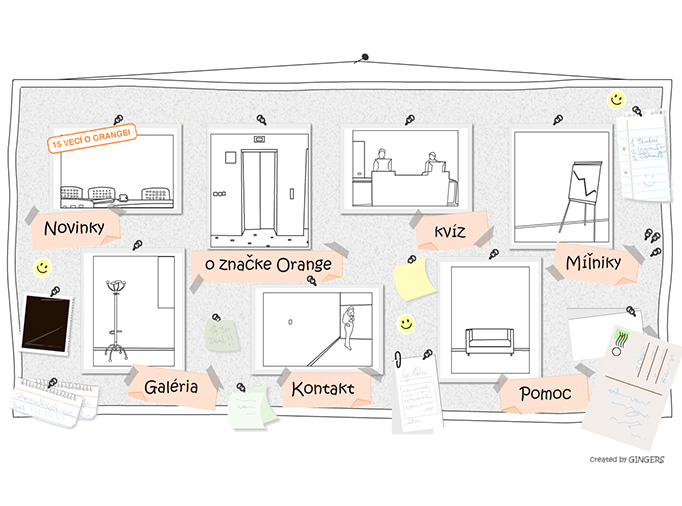 15 VECÍ O ORANGEI
Novinky
o značke Orange
kvíz
Míľniky
Galéria
Kontakt
Pomoc
created by GINGERS